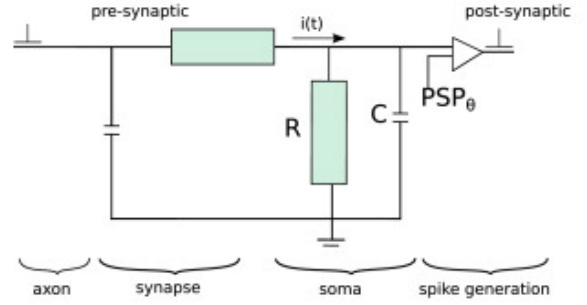 pre-synaptic
i(t)
post-synaptic
R
C
PSPθ
axon
synapse
soma
spike generation